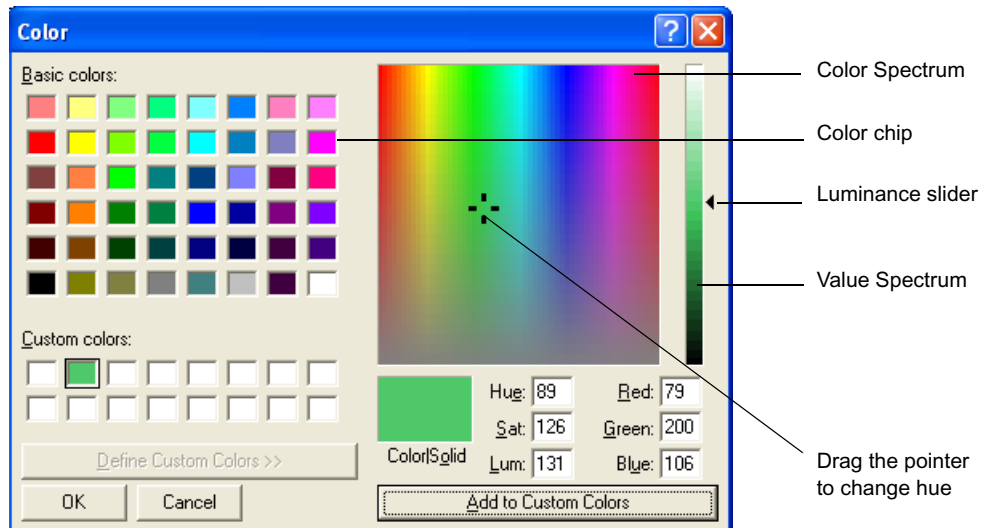 Color
?
Basic colors:
Custom colors:
Define Custom Colors >>
OK Cancel
Color|Solid
Hue: 89
Sat: 126
Lum: 131
Red: 79
Green: 200
Blue: 106
Add to Custom Colors
Color Spectrum
Color chip
Luminance slider
Value Spectrum
Drag the pointer
to change hue